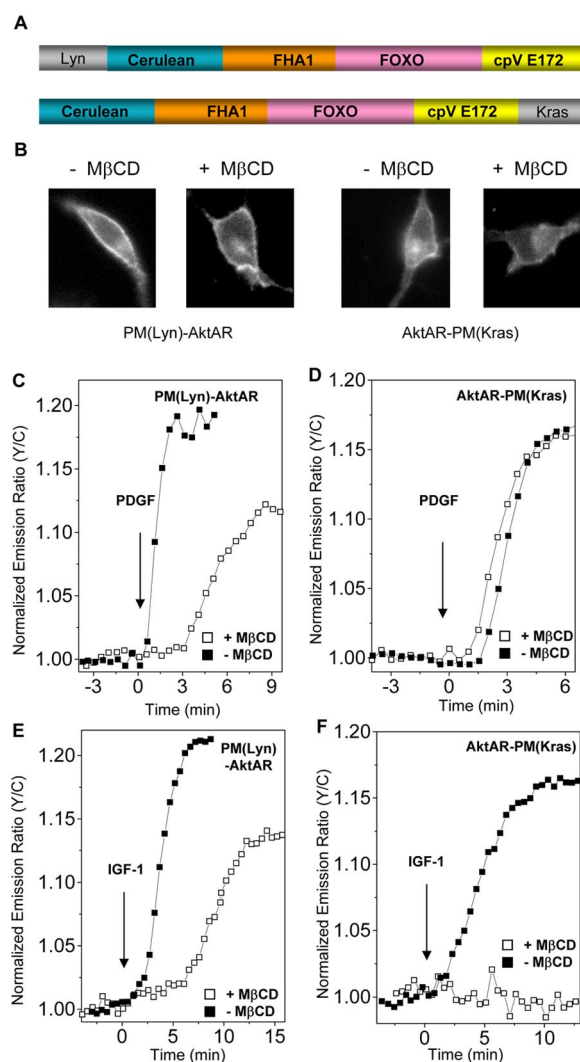 A
Lyn Cerulean FHA1 FOXO cpV E172
Cerulean FHA1 FOXO cpV E172 Kras
B
- MβCD + MβCD - MβCD + MβCD
PM(Lyn)-AktAR AktAR-PM(Kras)
C
PM(Lyn)-AktAR
PDGF
Normalized Emission Ratio (Y/C)
1.20
1.15
1.10
1.05
1.00
+ MβCD
- MβCD
-3 0 3 6 9
Time (min)
D
AktAR-PM(Kras)
PDGF
Normalized Emission Ratio (Y/C)
1.20
1.15
1.10
1.05
1.00
+ MβCD
- MβCD
-3 0 3 6
Time (min)
E
PM(Lyn)
-AktAR
IGF-1
Normalized Emission Ratio (Y/C)
1.20
1.15
1.10
1.05
1.00
+ MβCD
- MβCD
0 5 10 15
Time (min)
F
AktAR-PM(Kras)
IGF-1
Normalized Emission Ratio (Y/C)
1.20
1.15
1.10
1.05
1.00
+ MβCD
- MβCD
0 5 10
Time (min)